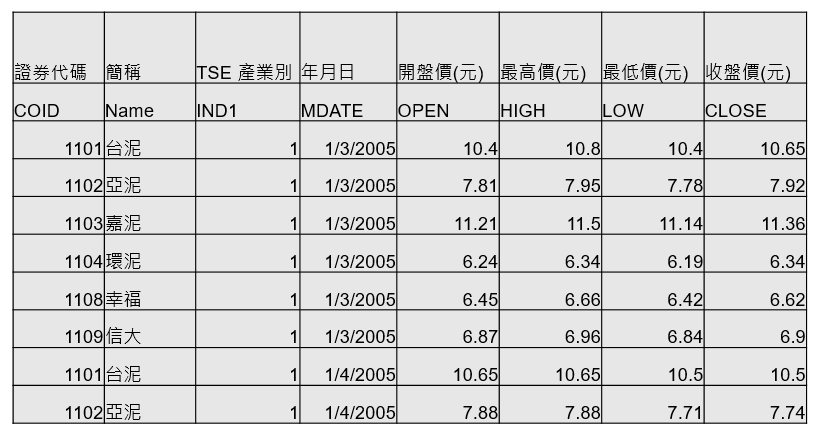 證券代碼 簡稱 TSE 產業別 年月日 開盤價(元) 最高價(元) 最低價(元) 收盤價(元)
COID Name IND1 MDATE OPEN HIGH LOW CLOSE
1101 台泥 1 1/3/2005 10.4 10.8 10.4 10.65
1102 亞泥 1 1/3/2005 7.81 7.95 7.78 7.92
1103 嘉泥 1 1/3/2005 11.21 11.5 11.14 11.36
1104 環泥 1 1/3/2005 6.24 6.34 6.19 6.34
1108 幸福 1 1/3/2005 6.45 6.66 6.42 6.62
1109 信大 1 1/3/2005 6.87 6.96 6.84 6.9
1101 台泥 1 1/4/2005 10.65 10.65 10.5 10.5
1102 亞泥 1 1/4/2005 7.88 7.88 7.71 7.74